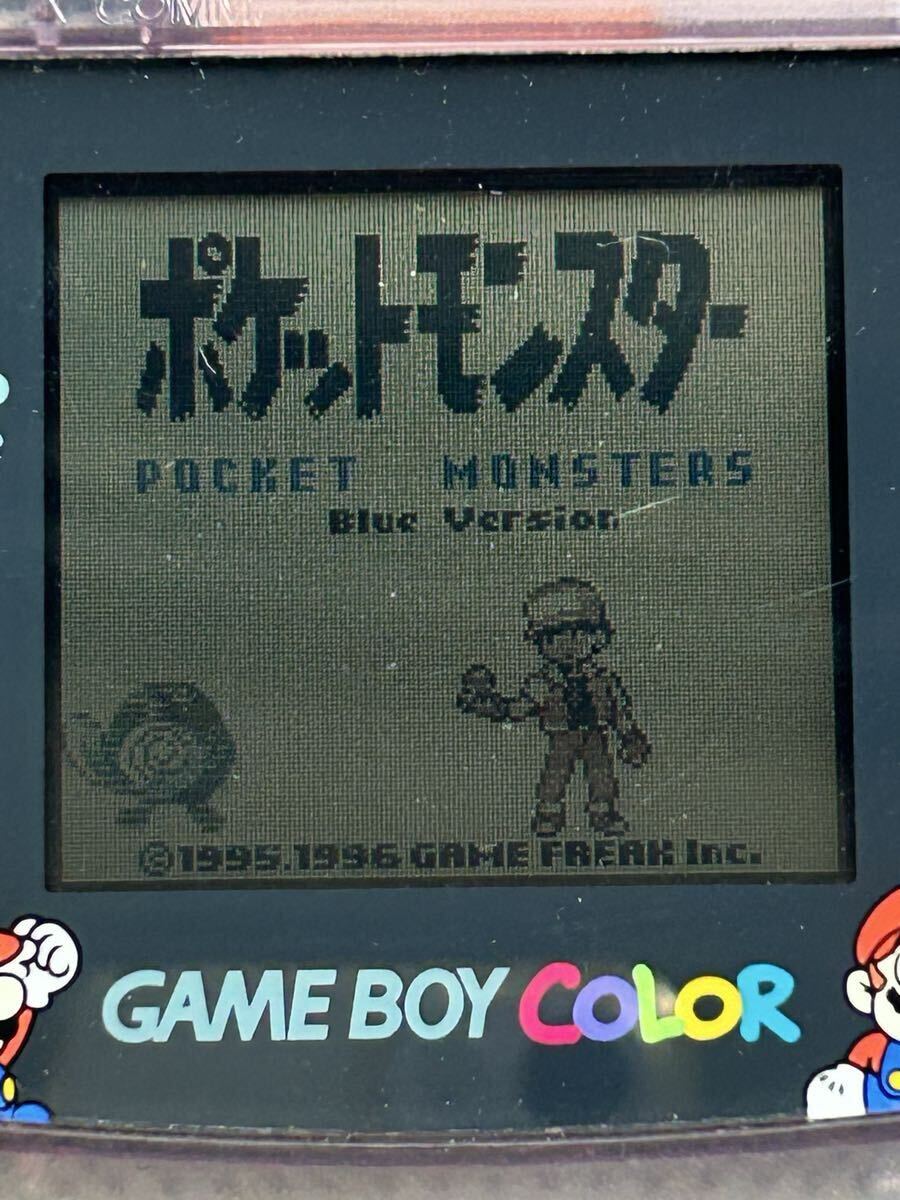 COMM
ポケットモンスター
POCKET MONSTERS
Blue Version
©1995.1996 GAME FREAK Inc.
GAME BOY COLOR